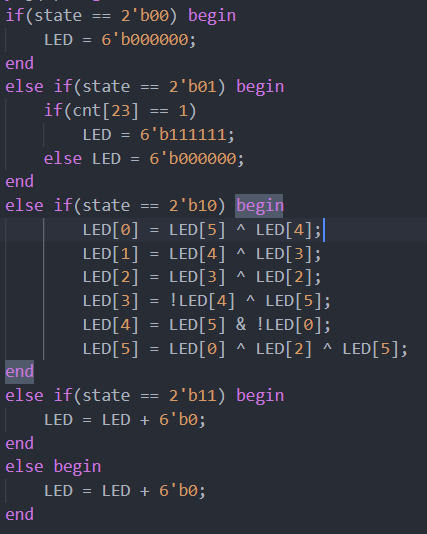 if(state == 2'b00) begin
LED = 6'b000000;
end
else if(state == 2'b01) begin
if(cnt[23] == 1)
LED = 6'b111111;
else LED = 6'b000000;
end
else if(state == 2'b10) begin
LED[0] = LED[5] ^ LED[4];
LED[1] = LED[4] ^ LED[3];
LED[2] = LED[3] ^ LED[2];
LED[3] = !LED[4] ^ LED[5];
LED[4] = LED[5] & !LED[0];
LED[5] = LED[0] ^ LED[2] ^ LED[5];
end
else if(state == 2'b11) begin
LED = LED + 6'b0;
end
else begin
LED = LED + 6'b0;
end